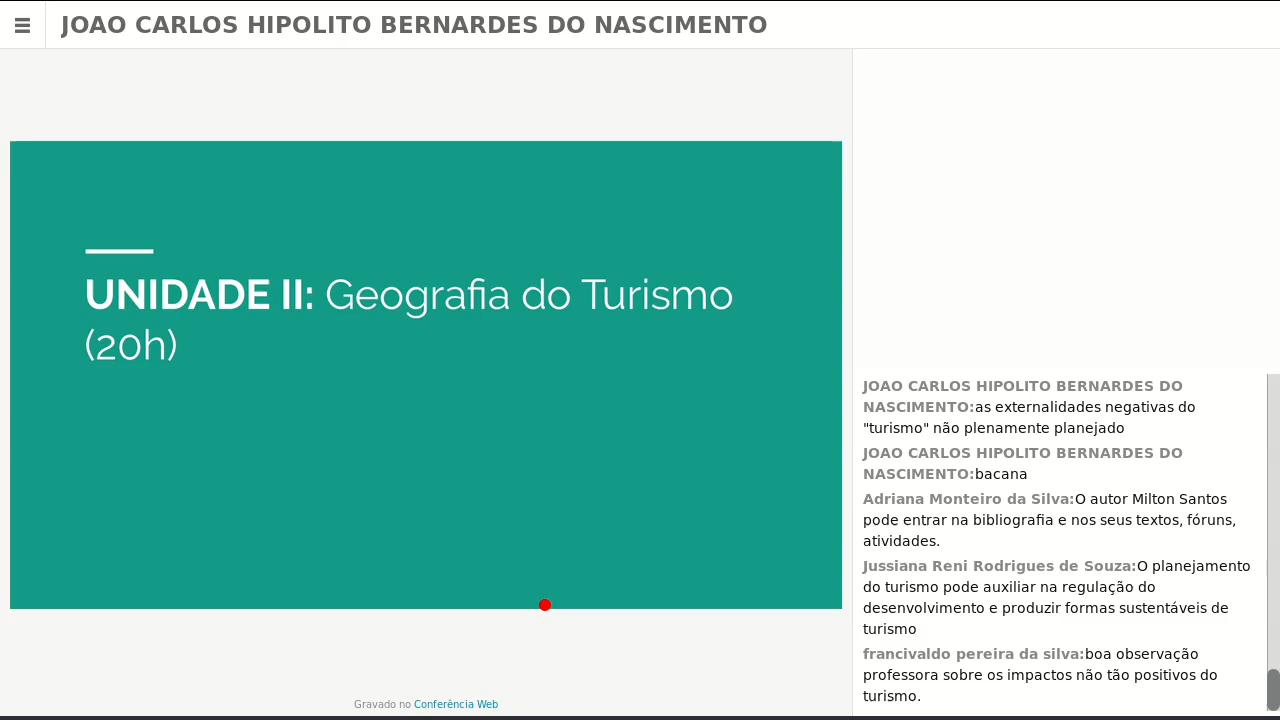 JOAO CARLOS HIPOLITO BERNARDES DO NASCIMENTO
UNIDADE II: Geografia do Turismo
(20h)
Gravado no Conferência Web
JOAO CARLOS HIPOLITO BERNARDES DO
NASCIMENTO:as externalidades negativas do
"turismo" não plenamente planejado
JOAO CARLOS HIPOLITO BERNARDES DO
NASCIMENTO:bacana
Adriana Monteiro da Silva:O autor Milton Santos
pode entrar na bibliografia e nos seus textos, fóruns,
atividades.
Jussiana Reni Rodrigues de Souza:O planejamento
do turismo pode auxiliar na regulação do
desenvolvimento e produzir formas sustentáveis de
turismo
francivaldo pereira da silva:boa observação
professora sobre os impactos não tão positivos do
turismo.